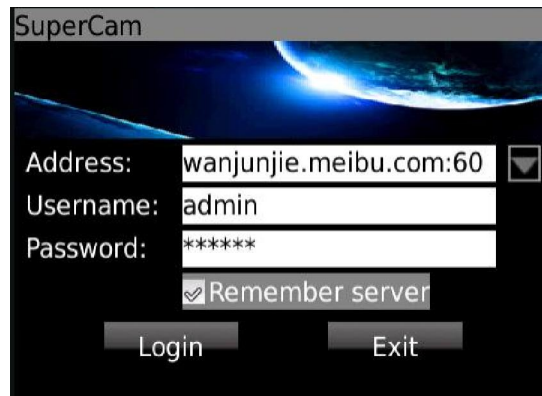 SuperCam
Address: wanjunjie.meibu.com:60
Username: admin
Password: ******
Remember server
Login Exit